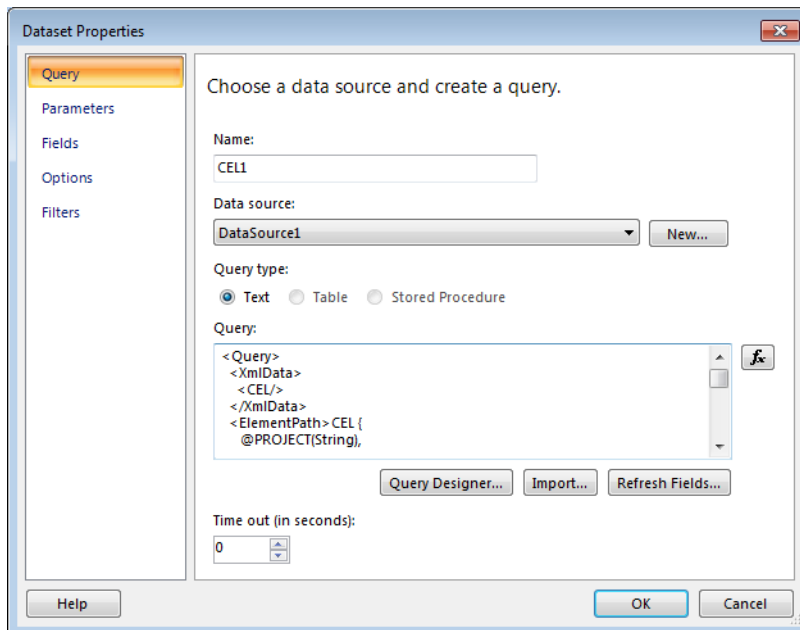 Dataset Properties
Query
Parameters
Fields
Options
Filters
Choose a data source and create a query.
Name:
CEL1
Data source:
DataSource1
New...
Query type:
Text Table Stored Procedure
Query:
<Query>
<XmlData>
<CEL/>
</XmlData>
<ElementPath>CEL {
@PROJECT(String),
fx
Query Designer... Import... Refresh Fields...
Time out (in seconds):
0
Help OK Cancel